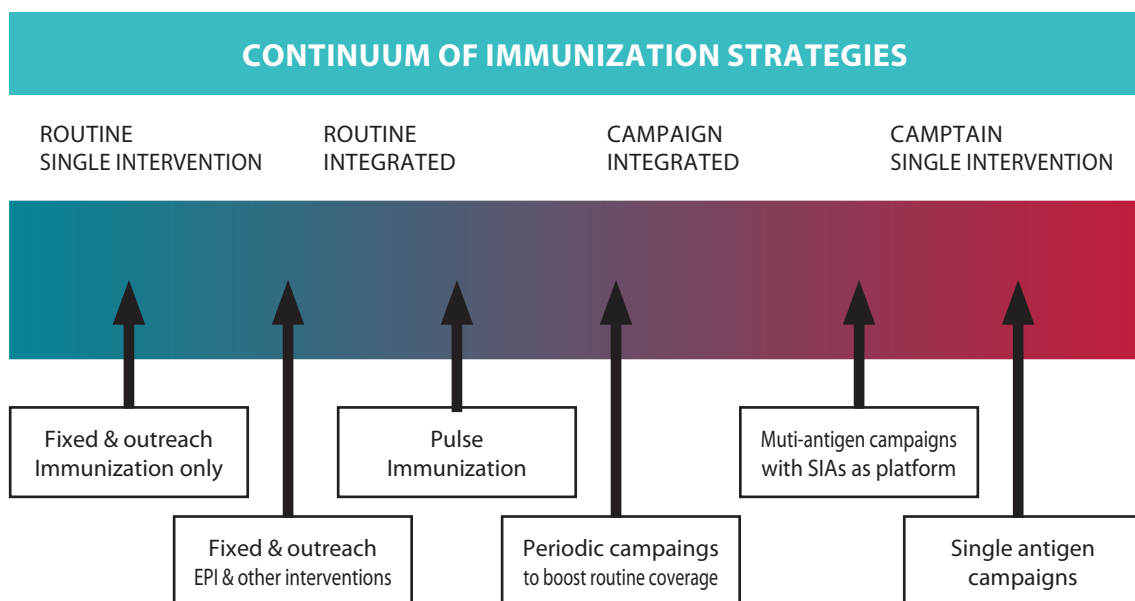 CONTINUUM OF IMMUNIZATION STRATEGIES
ROUTINE
SINGLE INTERVENTION
ROUTINE
INTEGRATED
CAMPAIGN
INTEGRATED
CAMPTAIN
SINGLE INTERVENTION
Fixed & outreach
Immunization only
Pulse
Immunization
Muti-antigen campaigns
with SIAs as platform
Fixed & outreach
EPI & other interventions
Periodic campaings
to boost routine coverage
Single antigen
campaigns